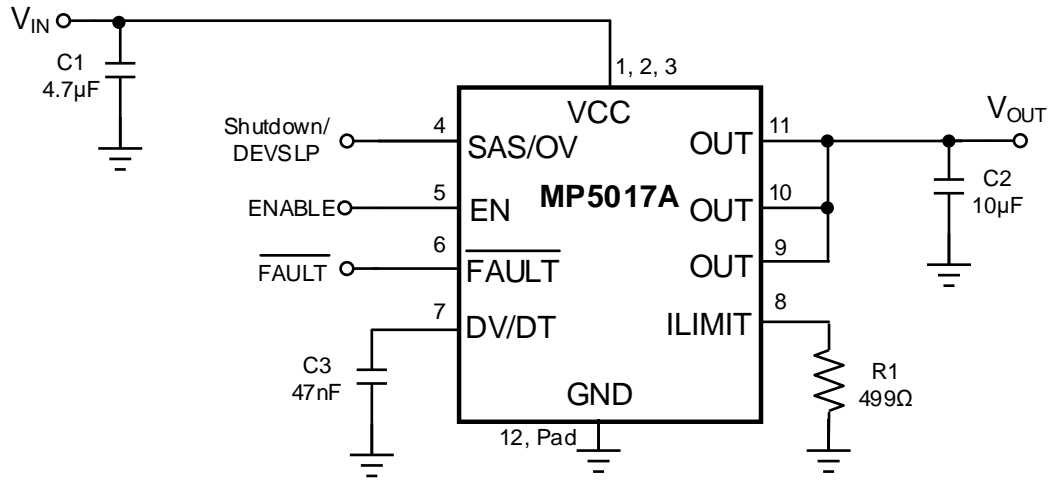 VIN
C1
4.7µF
1, 2, 3
VCC
Shutdown/
DEVSLP
4
SAS/OV
ENABLE
5
EN
FAULT
6
FAULT
7
DV/DT
C3
47nF
MP5017A
OUT
11
OUT
10
OUT
9
ILIMIT
8
VOUT
C2
10µF
R1
499Ω
GND
12, Pad